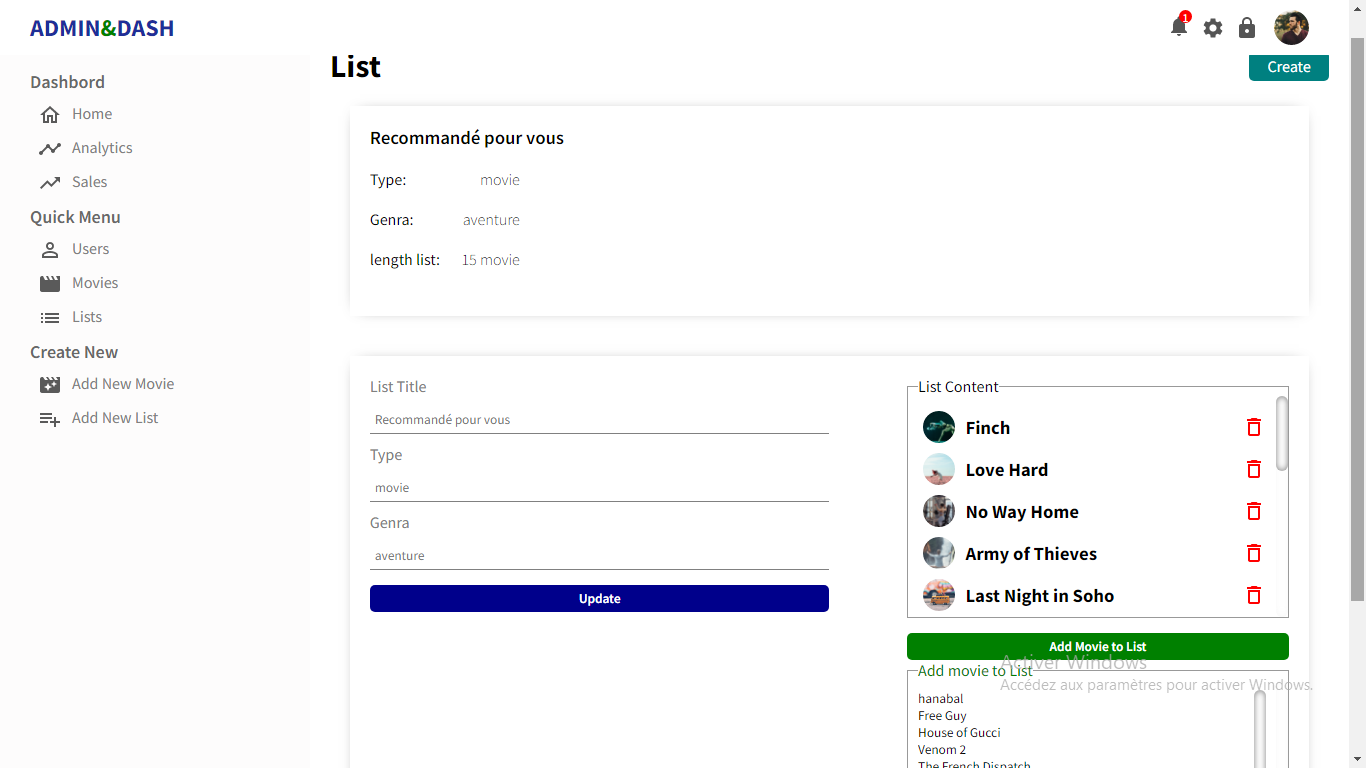 ADMIN&DASH
1
Dashbord
Home
Analytics
Sales
Quick Menu
Users
Movies
Lists
Create New
Add New Movie
Add New List
List
Create
Recommandé pour vous
Type: movie
Genra: aventure
length list: 15 movie
List Title
Recommandé pour vous
Type
movie
Genra
aventure
Update
List Content
Finch
Love Hard
No Way Home
Army of Thieves
Last Night in Soho
Add Movie to List
Add movie to List
hanabal
Free Guy
House of Gucci
Venom 2
The French Dispatch
Activer Windows
Accédez aux paramètres pour activer Windows.